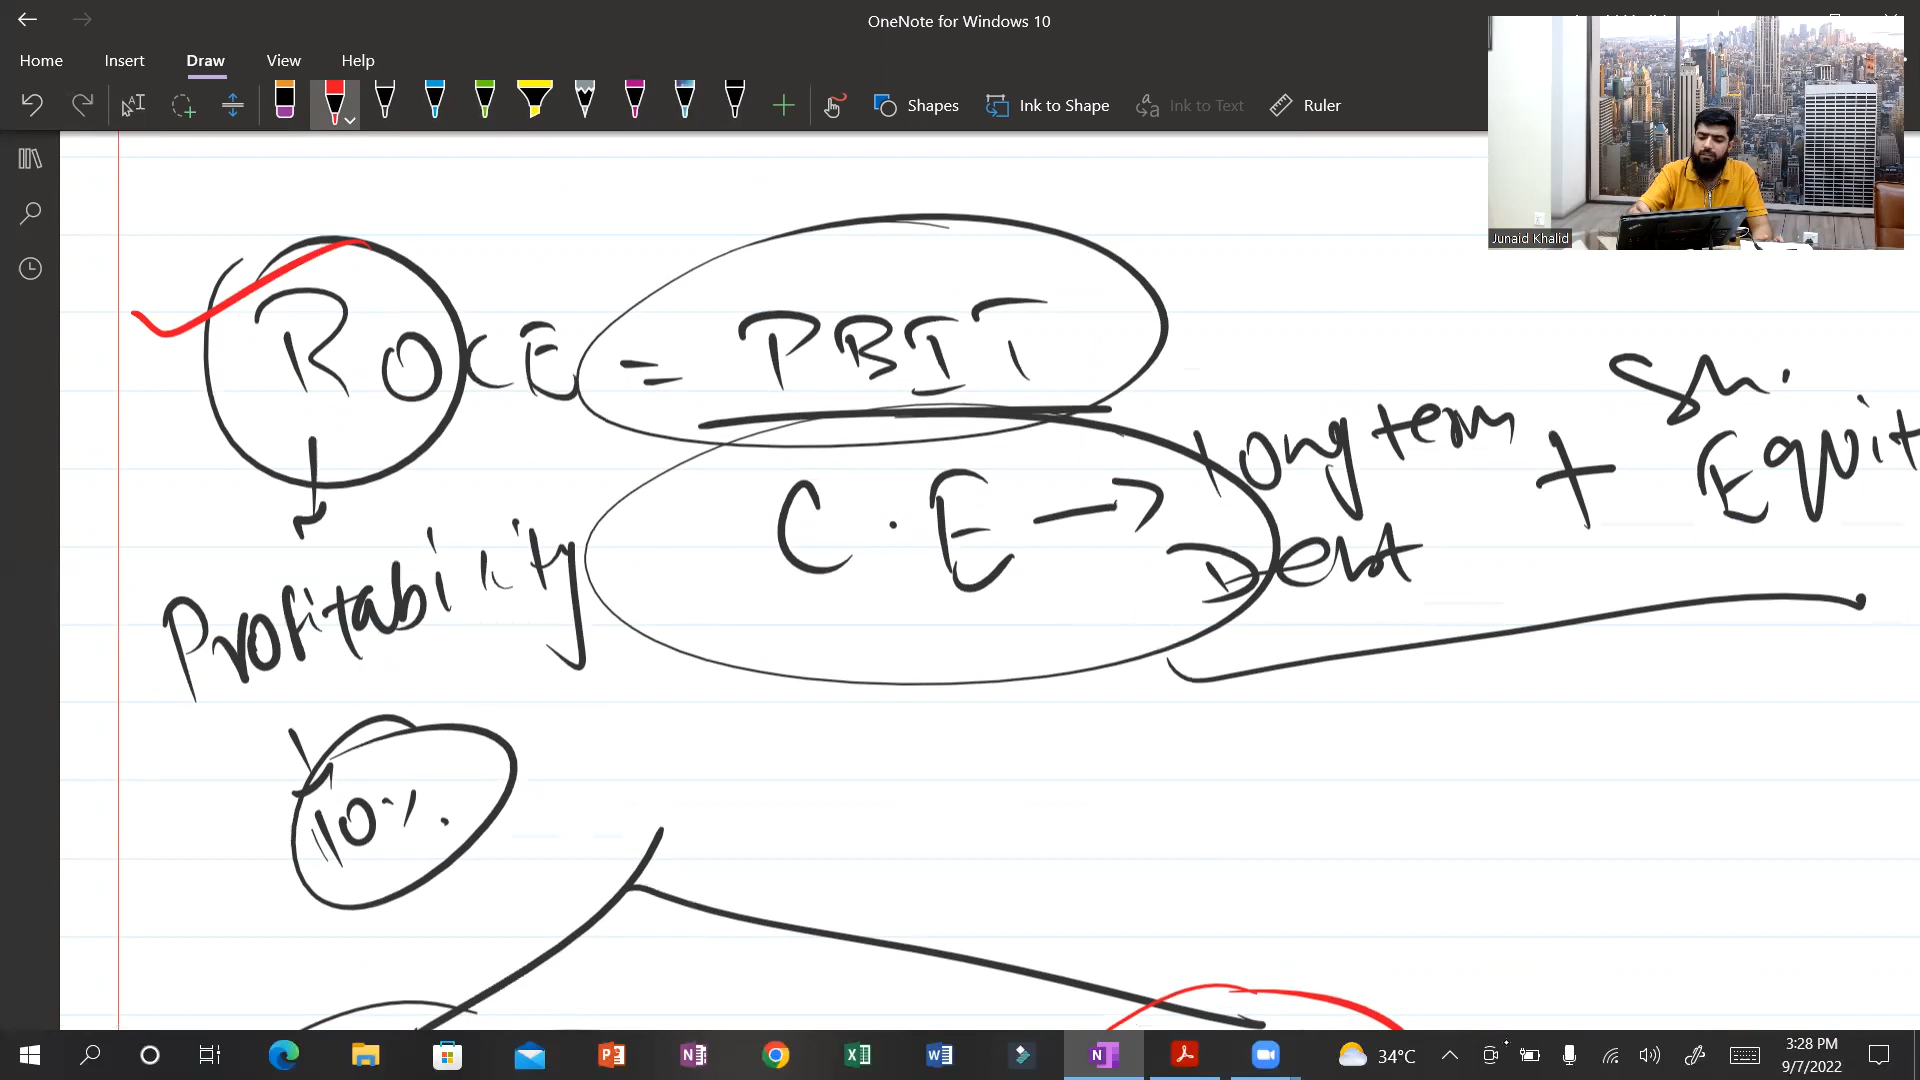 OneNote for Windows 10
Home Insert Draw View Help
Shapes Ink to Shape Ink to Text Ruler
Junaid Khalid
ROCE = PBIT
C.E → Long term Debt + Sh. Equit
Profitability
10%.
34°C
3:28 PM
9/7/2022